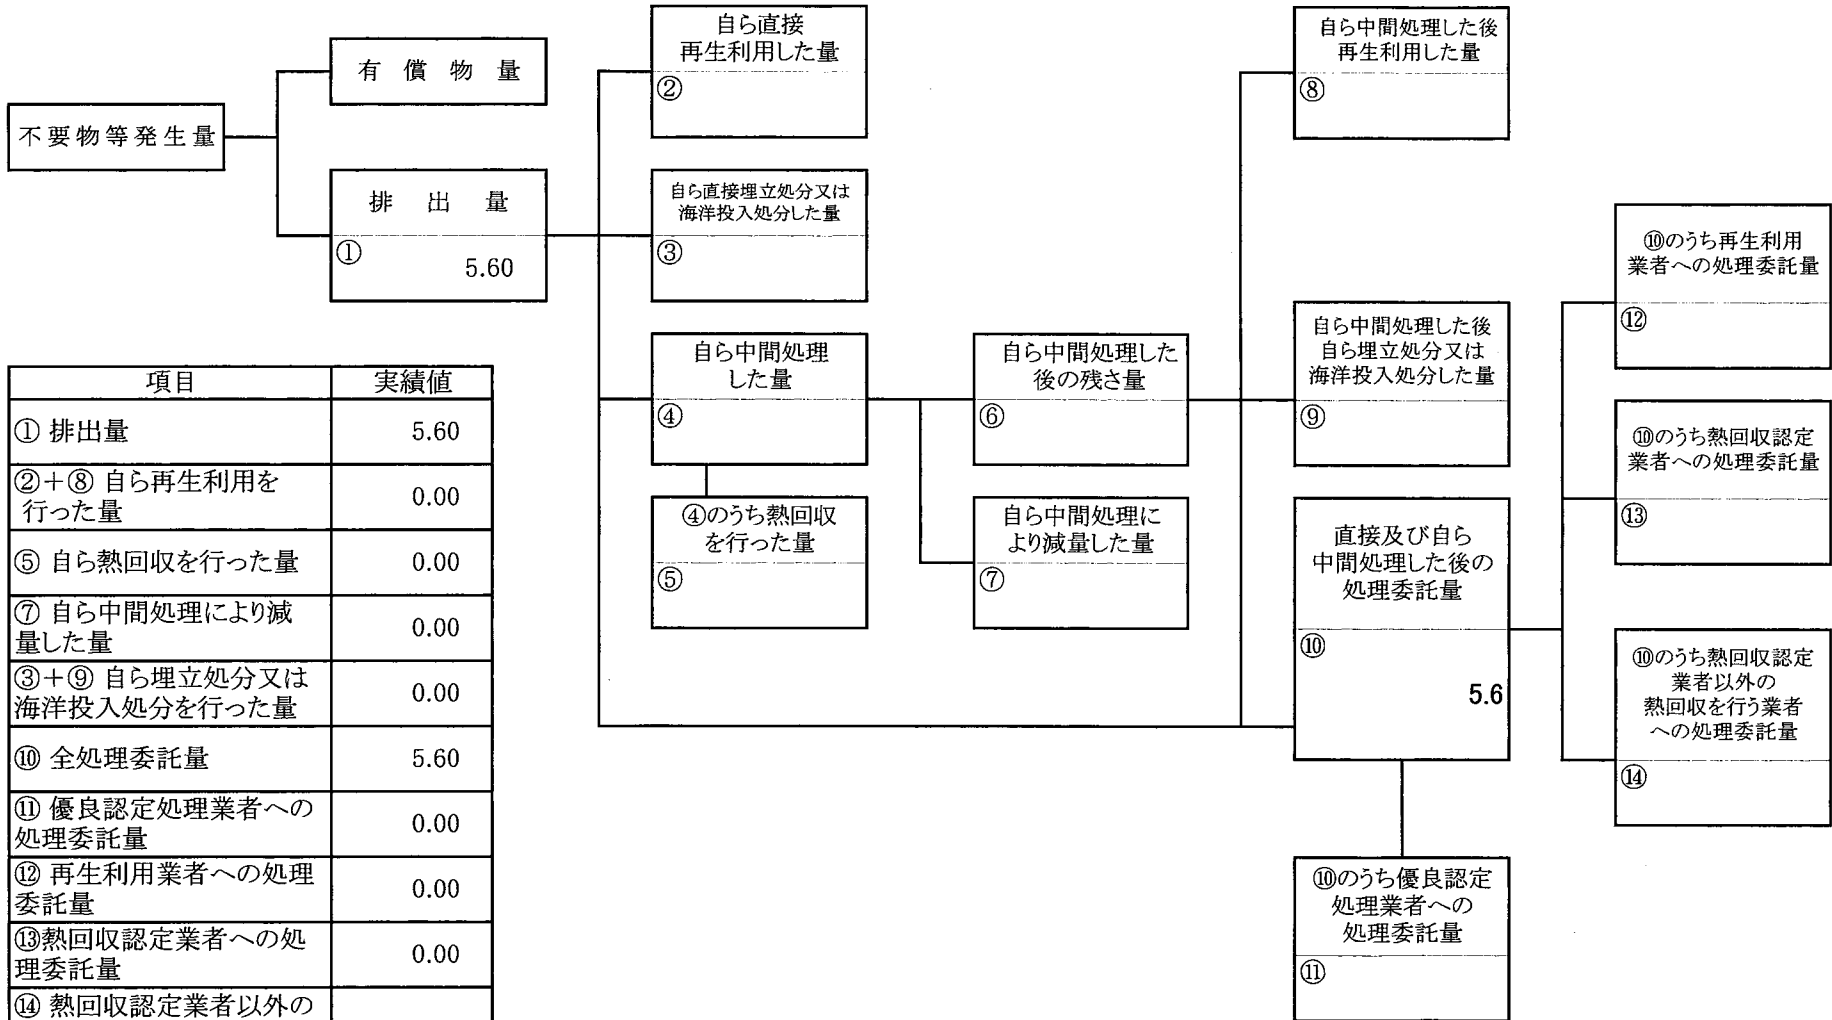 不要物等発生量
有償物量
排出量
①
5.60
自ら直接
再生利用した量
②
自ら直接埋立処分又は
海洋投入処分した量
③
自ら中間処理
した量
④
④のうち熱回収
を行った量
⑤
自ら中間処理した
後の残さ量
⑥
自ら中間処理に
より減量した量
⑦
自ら中間処理した後
再生利用した量
⑧
自ら中間処理した後
自ら埋立処分又は
海洋投入処分した量
⑨
直接及び自ら
中間処理した後の
処理委託量
⑩
5.6
⑩のうち優良認定
処理業者への
処理委託量
⑪
⑩のうち再生利用
業者への処理委託量
⑫
⑩のうち熱回収認定
業者への処理委託量
⑬
⑩のうち熱回収認定
業者以外の
熱回収を行う業者
への処理委託量
⑭
項目 実績値
① 排出量 5.60
②+⑧ 自ら再生利用を
行った量 0.00
⑤ 自ら熱回収を行った量 0.00
⑦ 自ら中間処理により減
量した量 0.00
③+⑨ 自ら埋立処分又は
海洋投入処分を行った量 0.00
⑩ 全処理委託量 5.60
⑪ 優良認定処理業者への
処理委託量 0.00
⑫ 再生利用業者への処理
委託量 0.00
⑬熱回収認定業者への処
理委託量 0.00
⑭ 熱回収認定業者以外の